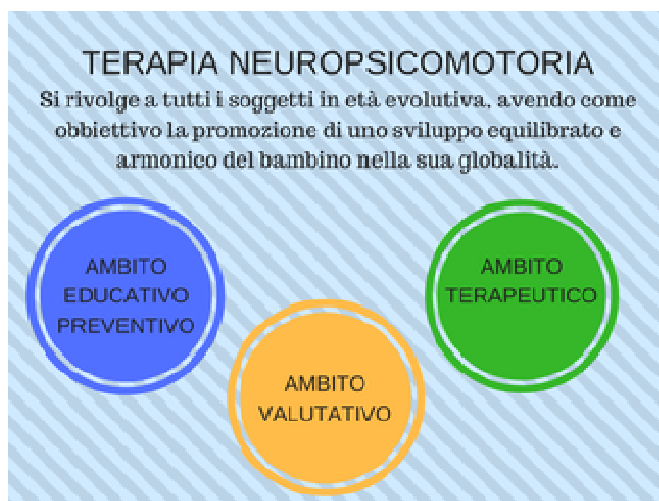 TERAPIA NEUROPSICOMOTORIA
Si rivolge a tutti i soggetti in età evolutiva, avendo come
obbiettivo la promozione di uno sviluppo equilibrato e
armonico del bambino nella sua globalità.
AMBITO
EDUCATIVO
PREVENTIVO
AMBITO
VALUTATIVO
AMBITO
TERAPEUTICO